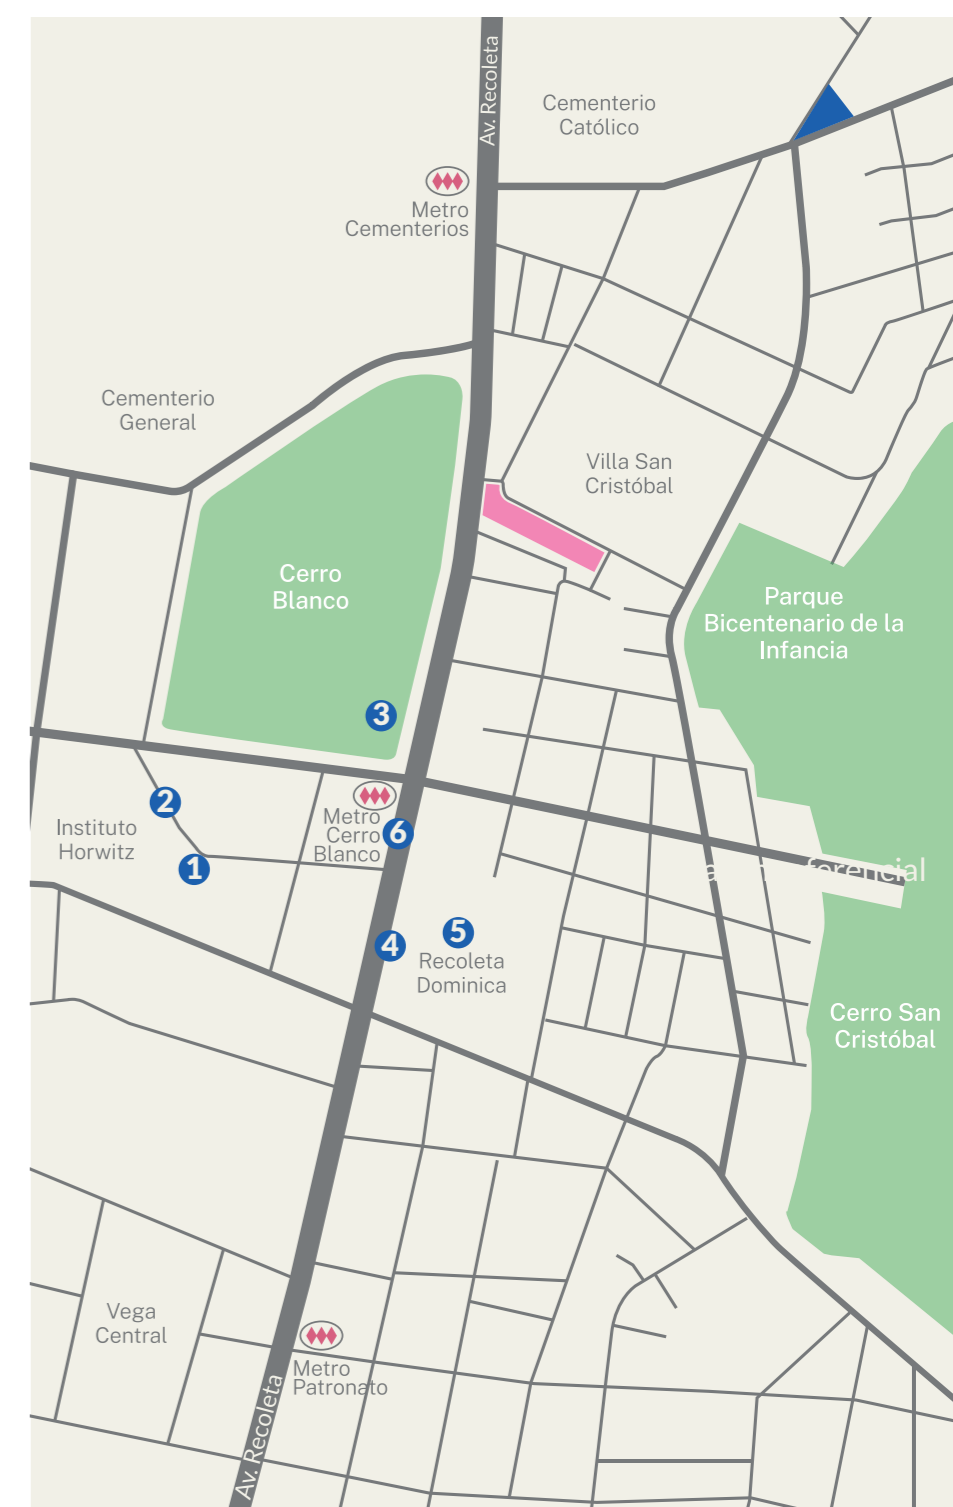 Av. Recoleta
Cementerio
Católico
Metro
Cementerios
Cementerio
General
Villa San
Cristóbal
Cerro
Blanco
Parque
Bicentenario de la
Infancia
3
2
Metro
Cerro
Blanco
6
Instituto
Horwitz
1
4
5
Recoleta
Dominica
Cerro San
Cristóbal
Vega
Central
Metro
Patronato
Av. Recoleta